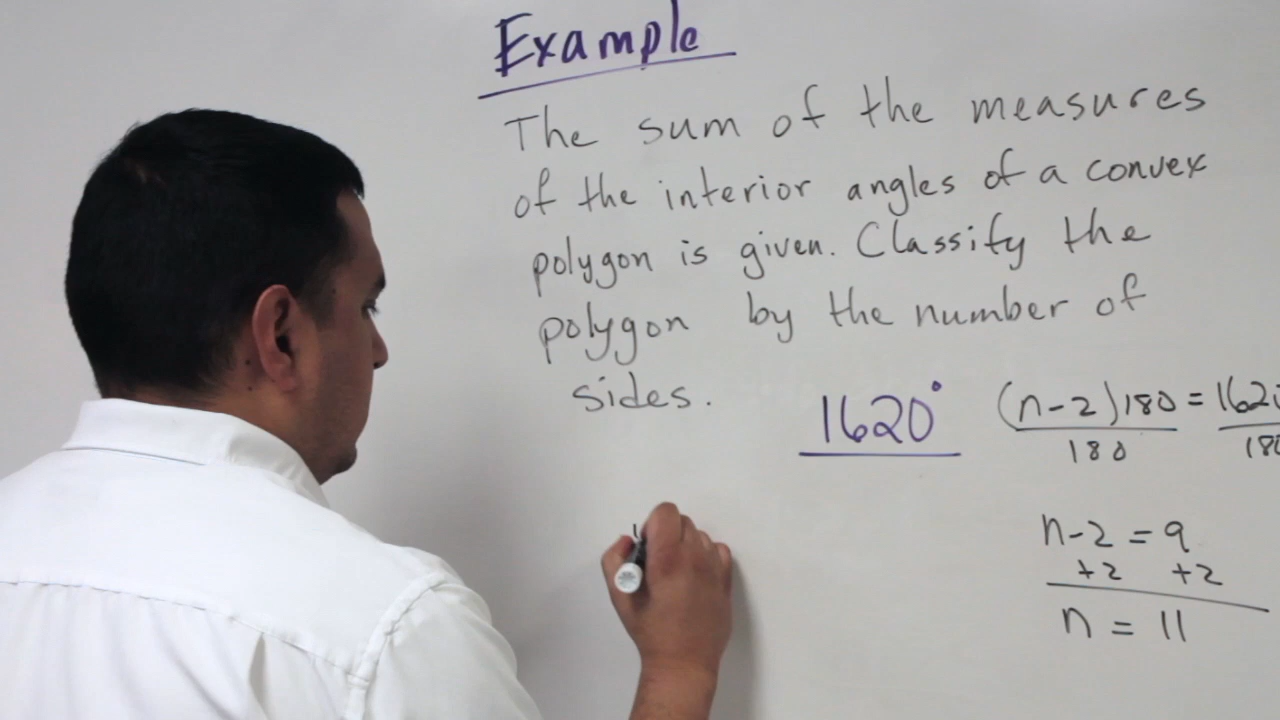 Example
The sum of the measures
of the interior angles of a convex
polygon is given. Classify the
polygon by the number of
sides.
1620°
(n-2)180 = 162
180 180
n-2 = 9
+2 +2
n = 11